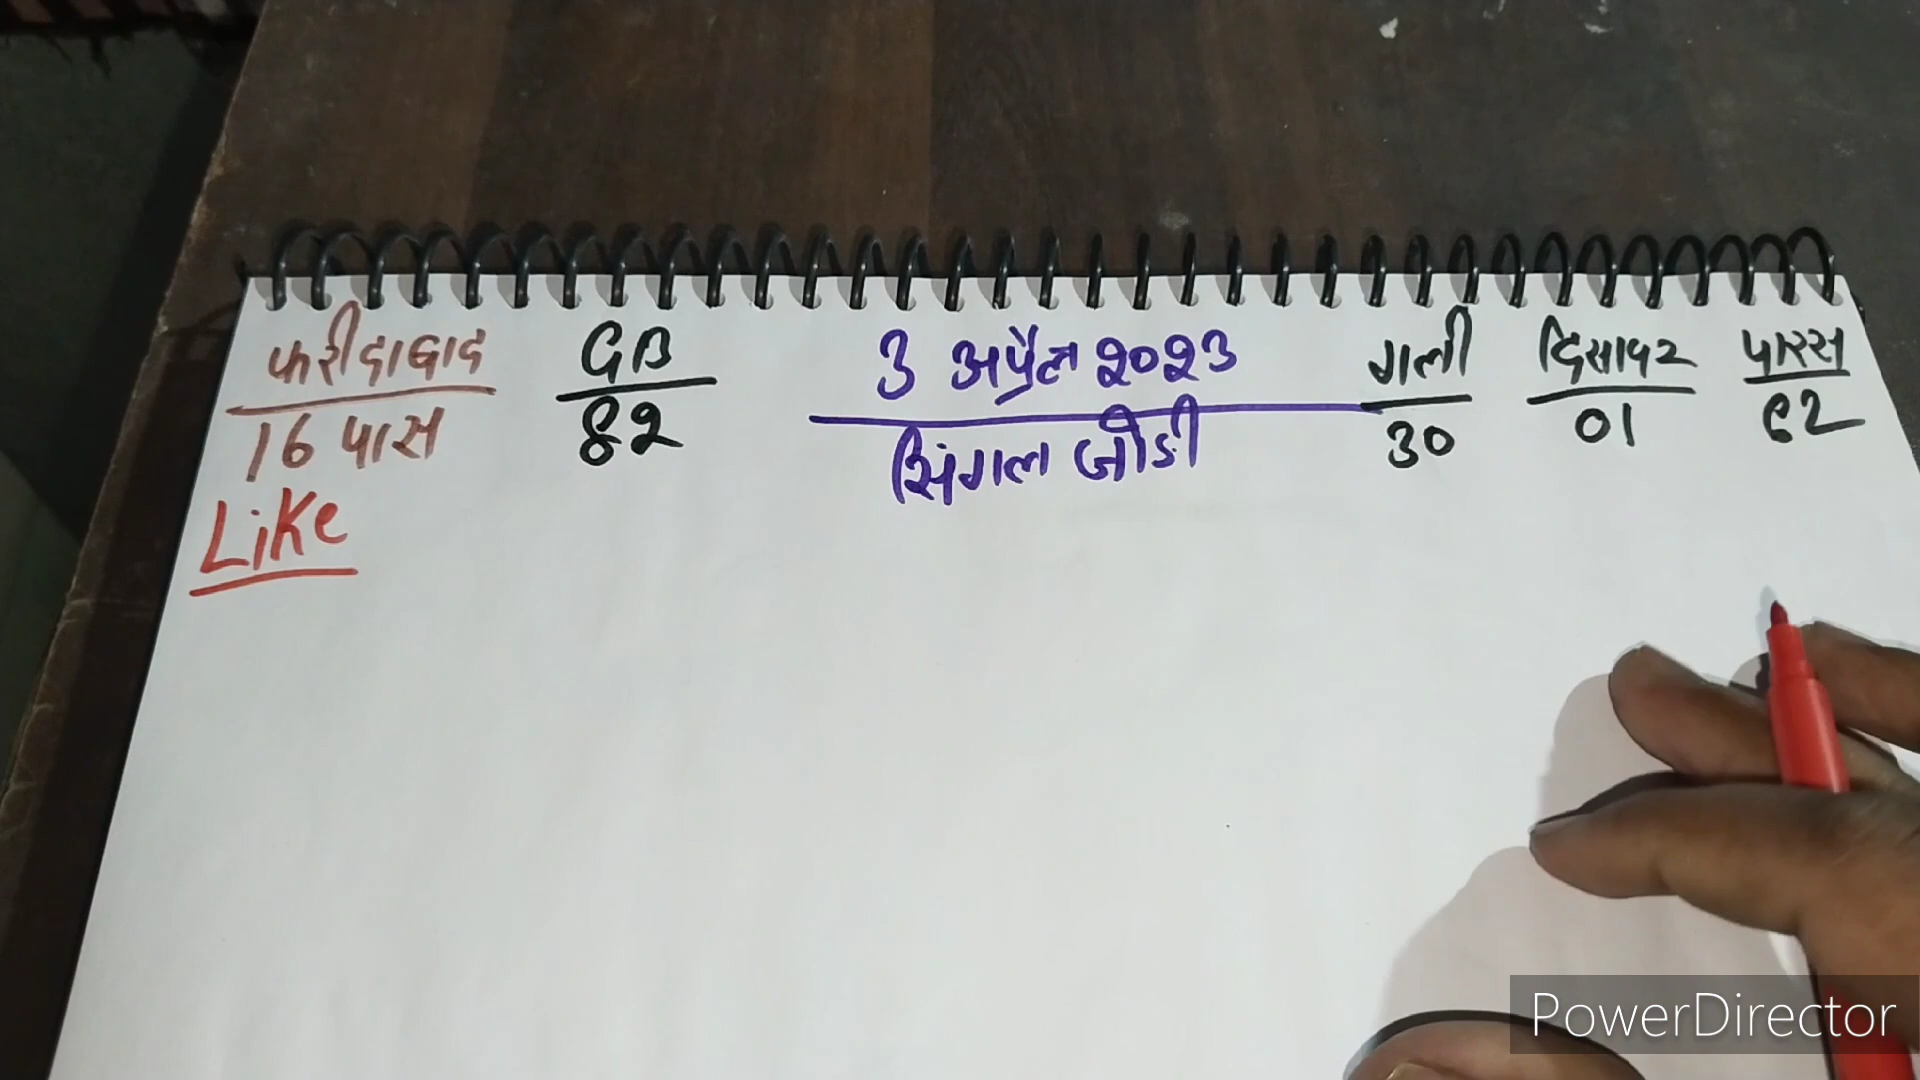 फरीदाबाद
16 पास
Like
GB
82
3 अप्रैल 2023
सिंगल जोडी
गली
30
दिसावर
01
पारस
62
PowerDirector